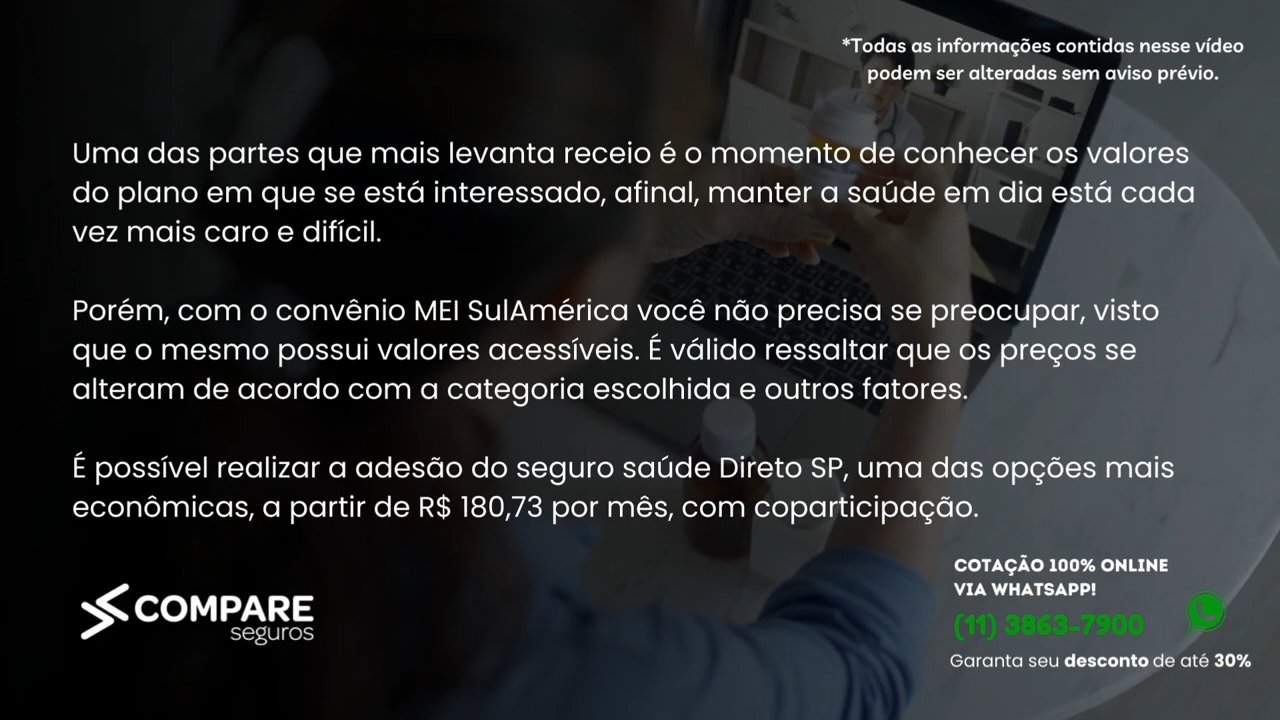 *Todas as informações contidas nesse vídeo
podem ser alteradas sem aviso prévio.
Uma das partes que mais levanta receio é o momento de conhecer os valores
do plano em que se está interessado, afinal, manter a saúde em dia está cada
vez mais caro e difícil.
Porém, com o convênio MEI SulAmérica você não precisa se preocupar, visto
que o mesmo possui valores acessíveis. É válido ressaltar que os preços se
alteram de acordo com a categoria escolhida e outros fatores.
É possível realizar a adesão do seguro saúde Direto SP, uma das opções mais
econômicas, a partir de R$ 180,73 por mês, com coparticipação.
COMPARE
seguros
COTAÇÃO 100% ONLINE
VIA WHATSAPP!
(11) 3863-7900
Garanta seu desconto de até 30%